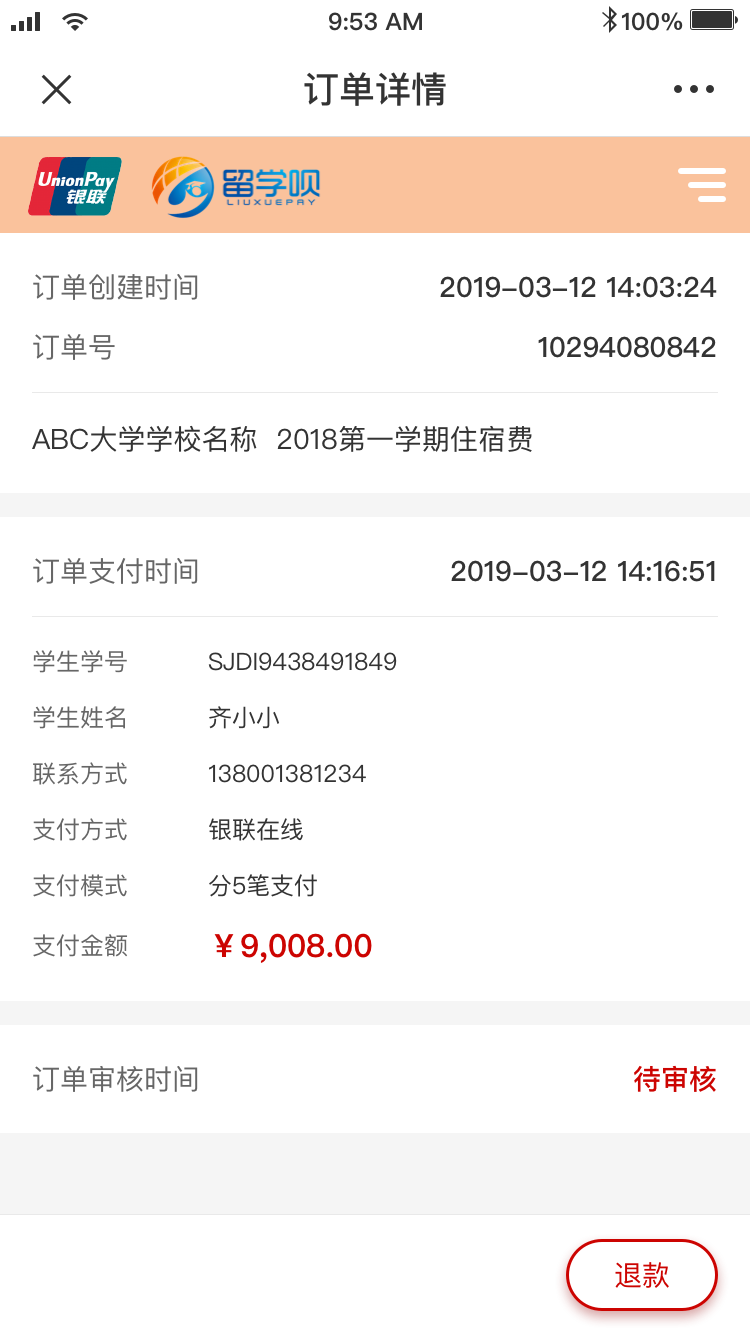 9:53 AM 100%
订单详情
UnionPay
银联
留学呗
LIUXUEPAY
订单创建时间 2019-03-12 14:03:24
订单号 10294080842
ABC大学学校名称 2018第一学期住宿费
订单支付时间 2019-03-12 14:16:51
学生学号 SJDI9438491849
学生姓名 齐小小
联系方式 138001381234
支付方式 银联在线
支付模式 分5笔支付
支付金额 ¥9,008.00
订单审核时间 待审核
退款